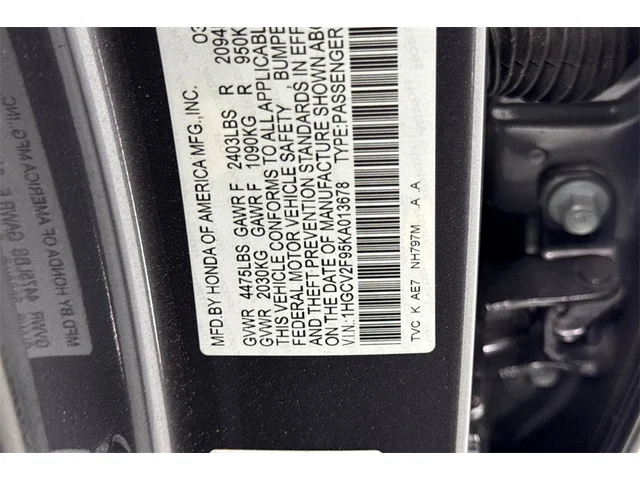 MFD.BY HONDA OF AMERICA MFG.,INC. 03
GVWR 4475LBS GAWR F 2403LBS R 2094
GVWR 2030KG GAWR F 1090KG R 950K
THIS VEHICLE CONFORMS TO ALL APPLICABLE
FEDERAL MOTOR VEHICLE SAFETY, BUMPE
AND THEFT PREVENTION STANDARDS IN EFF
ON THE DATE OF MANUFACTURE SHOWN ABO
V.I.N.:1HGCV2F95KA013678 TYPE:PASSENGER
TVC K AE7 NH797M A A